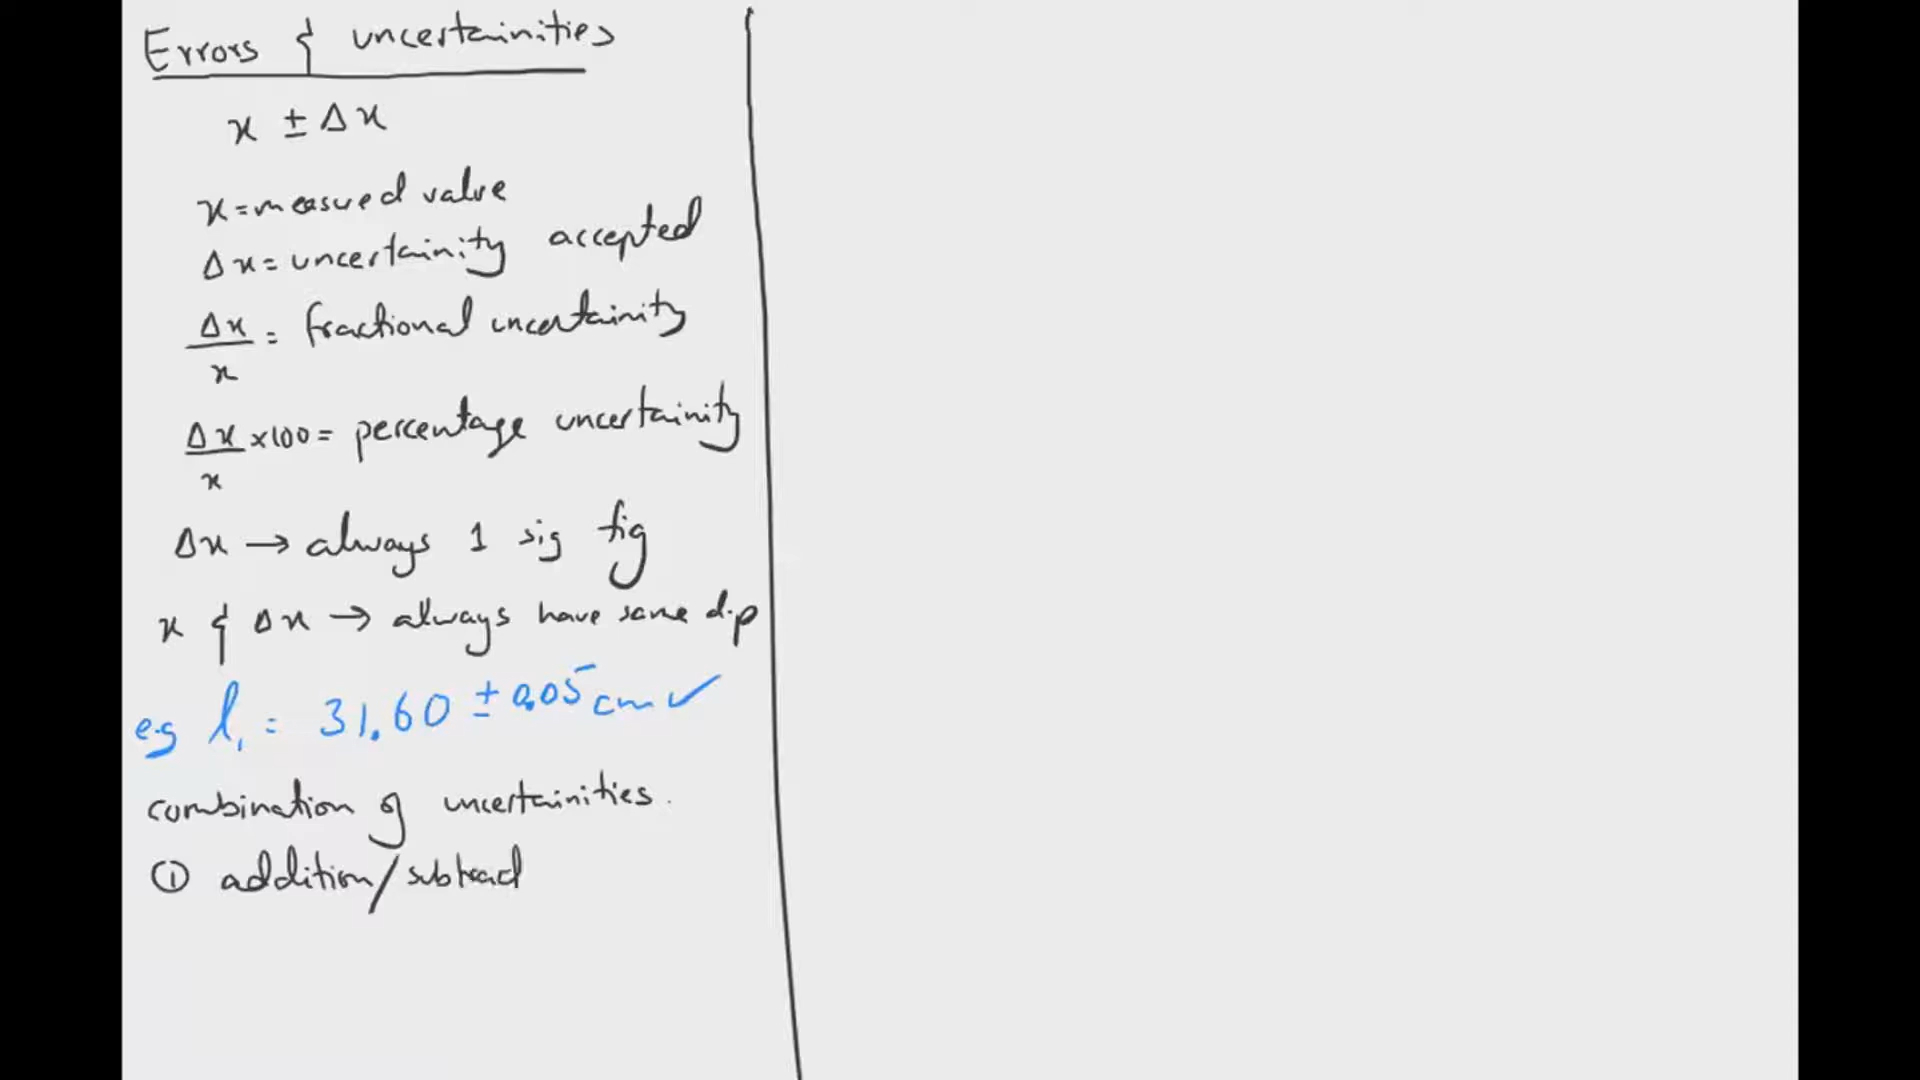 Errors & uncertainities
x ± Δx
x = measured value
Δx = uncertainity accepted
Δx/x = fractional uncertainity
Δx/x ×100 = percentage uncertainity
Δx → always 1 sig fig
x & Δx → always have same d.p
e.g l₁ = 31.60 ± 0.05 cm ✓
combination of uncertainities.
① addition/subtract